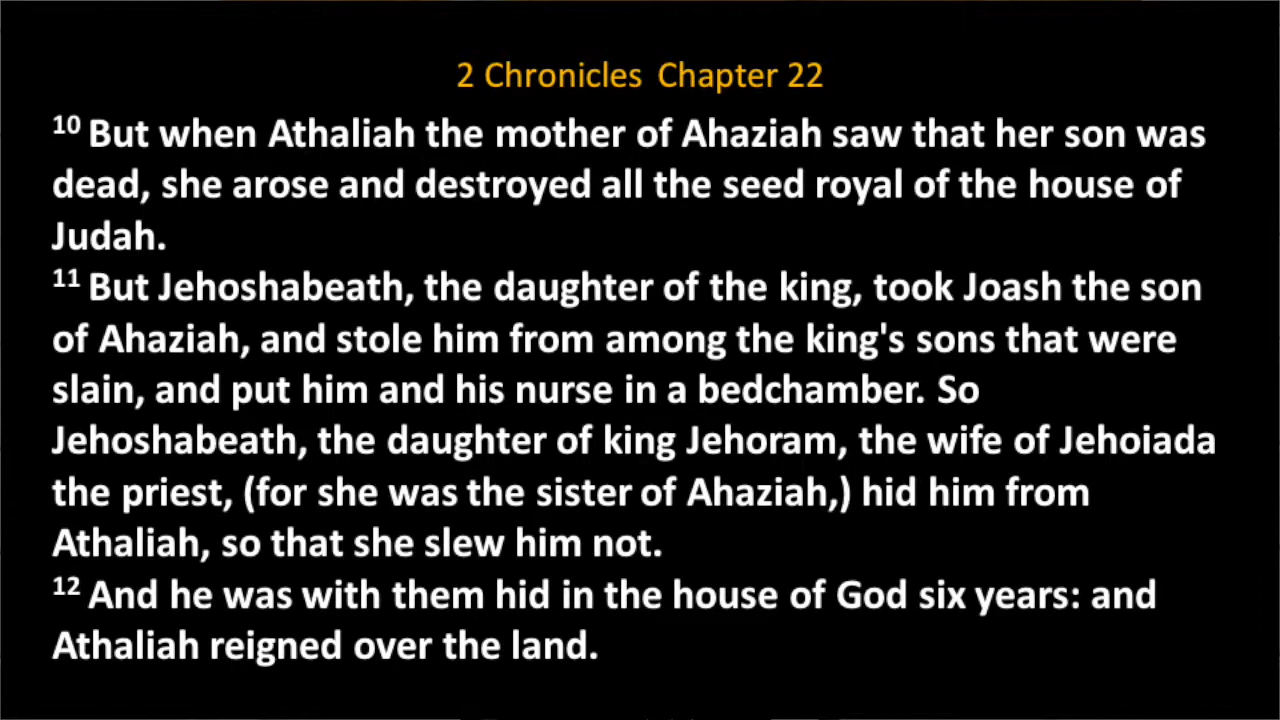 2 Chronicles Chapter 22
10 But when Athaliah the mother of Ahaziah saw that her son was
dead, she arose and destroyed all the seed royal of the house of
Judah.
11 But Jehoshabeath, the daughter of the king, took Joash the son
of Ahaziah, and stole him from among the king's sons that were
slain, and put him and his nurse in a bedchamber. So
Jehoshabeath, the daughter of king Jehoram, the wife of Jehoiada
the priest, (for she was the sister of Ahaziah,) hid him from
Athaliah, so that she slew him not.
12 And he was with them hid in the house of God six years: and
Athaliah reigned over the land.